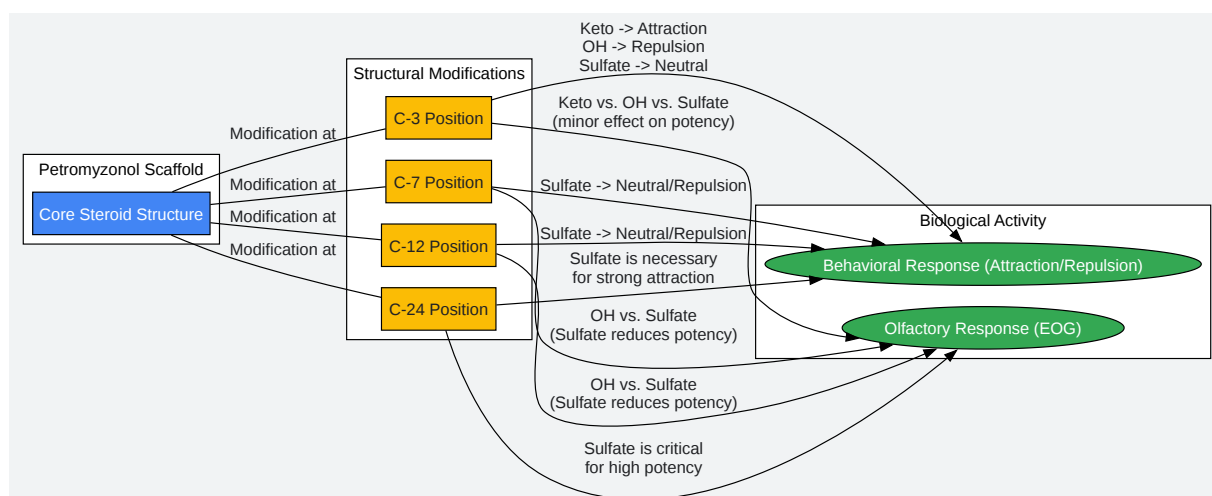 Keto -> Attraction
OH -> Repulsion
Sulfate -> Neutral
Structural Modifications
C-3 Position
Keto vs. OH vs. Sulfate
(minor effect on potency)
Modification at
Petromyzonol Scaffold
Core Steroid Structure
Modification at
C-7 Position
Sulfate -> Neutral/Repulsion
Modification at
C-12 Position
Sulfate -> Neutral/Repulsion
Biological Activity
Modification at
Sulfate is necessary
for strong attraction
Behavioral Response (Attraction/Repulsion)
C-24 Position
OH vs. Sulfate
(Sulfate reduces potency)
Olfactory Response (EOG)
OH vs. Sulfate
(Sulfate reduces potency)
Sulfate is critical
for high potency